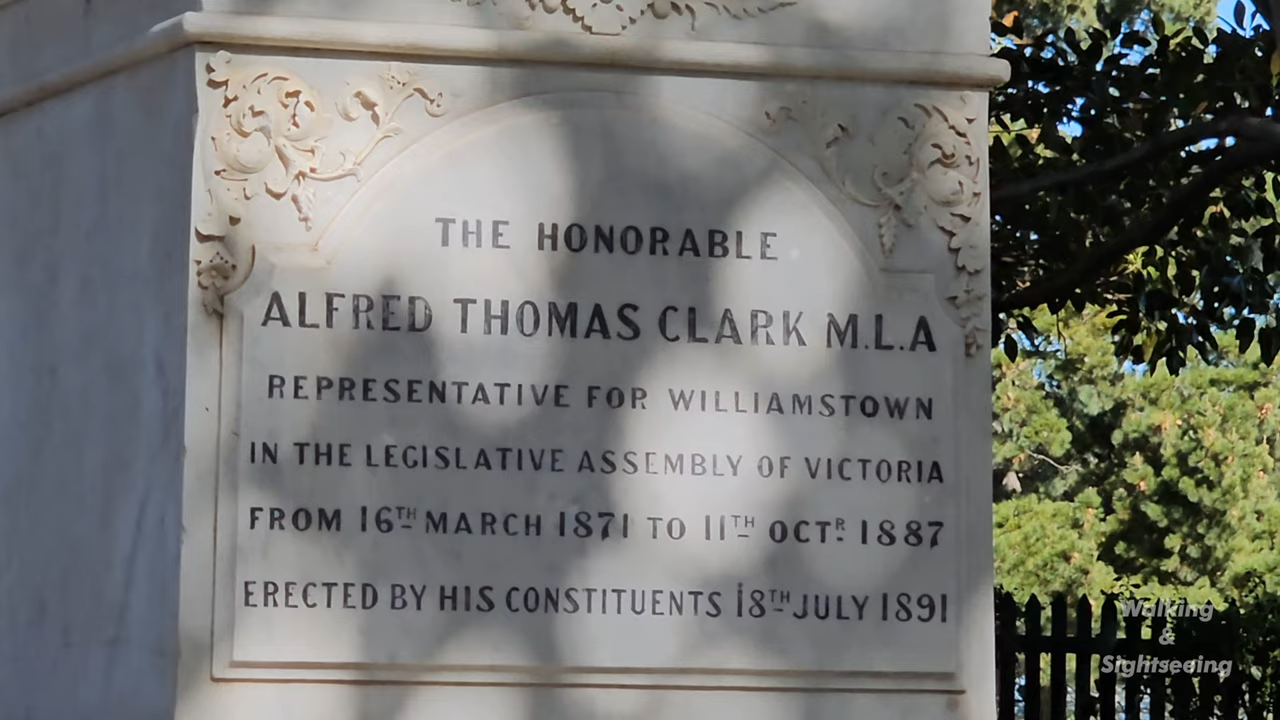 THE HONORABLE
ALFRED THOMAS CLARK M.L.A
REPRESENTATIVE FOR WILLIAMSTOWN
IN THE LEGISLATIVE ASSEMBLY OF VICTORIA
FROM 16TH MARCH 1871 TO 11TH OCTR 1887
ERECTED BY HIS CONSTITUENTS 18TH JULY 1891
Walking
&
Sightseeing